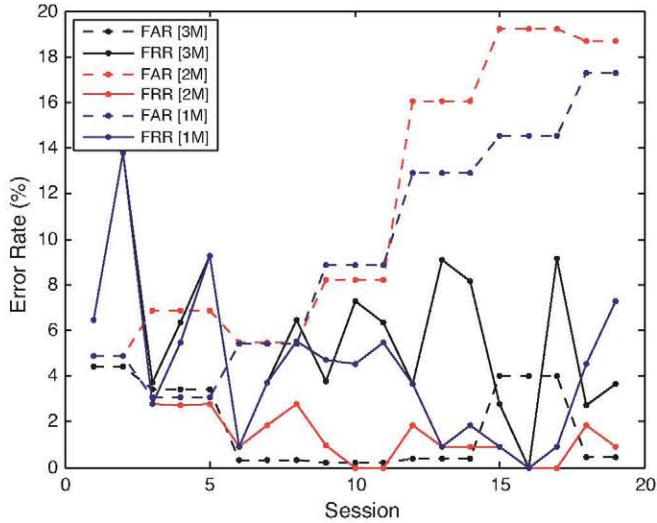 20
18
16
14
12
10
8
6
4
2
0
Error Rate (%)
FAR [3M]
FRR [3M]
FAR [2M]
FRR [2M]
FAR [1M]
FRR [1M]
0 5 10 15 20
Session